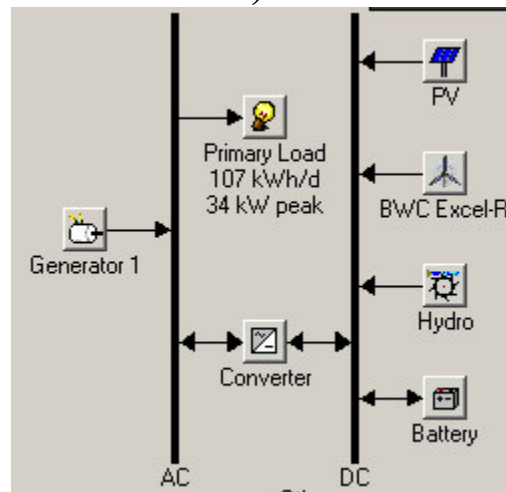 PV
Primary Load
107 kWh/d
34 kW peak
BWC Excel-R
Generator 1
Hydro
Converter
Battery
AC
DC